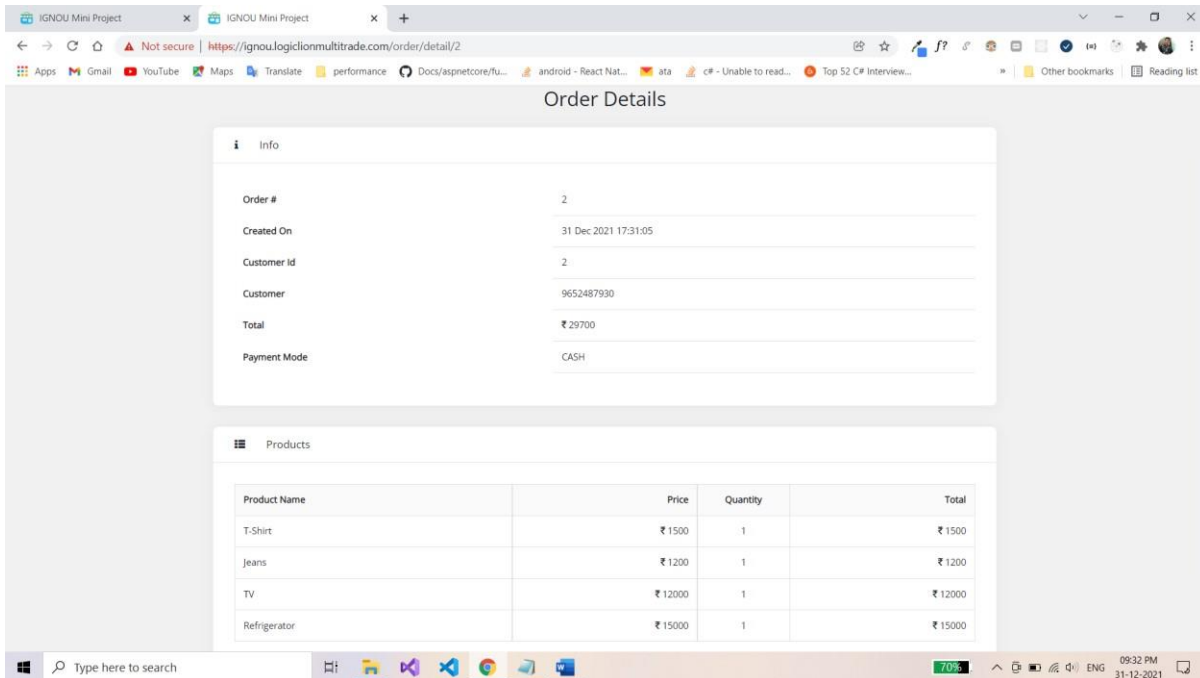 IGNOU Mini Project IGNOU Mini Project
Not secure | https://ignou.logiclionmultitrade.com/order/detail/2 f?
Apps Gmail YouTube Maps Translate performance Docs/aspnetcore/fu... android - React Nat... ata c# - Unable to read... Top 52 C# Interview... » Other bookmarks Reading list
Order Details
i Info
Order # 2
Created On 31 Dec 2021 17:31:05
Customer Id 2
Customer 9652487930
Total ₹ 29700
Payment Mode CASH
Products
Product Name Price Quantity Total
T-Shirt ₹ 1500 1 ₹ 1500
Jeans ₹ 1200 1 ₹ 1200
TV ₹ 12000 1 ₹ 12000
Refrigerator ₹ 15000 1 ₹ 15000
Type here to search 70% ENG 09:32 PM
31-12-2021